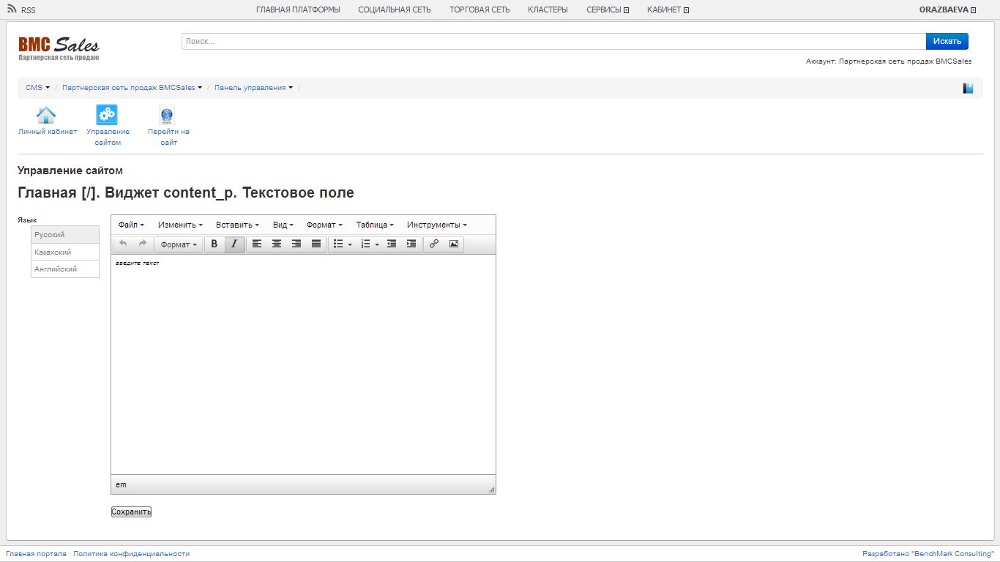 RSS ГЛАВНАЯ ПЛАТФОРМЫ СОЦИАЛЬНАЯ СЕТЬ ТОРГОВАЯ СЕТЬ КЛАСТЕРЫ СЕРВИСЫ КАБИНЕТ ORAZBAEVA
BMC Sales
Партнерская сеть продаж
Поиск... Искать
Аккаунт: Партнерская сеть продаж BMCSales
CMS / Партнерская сеть продаж BMCSales / Панель управления /
Личный кабинет
Управление сайтом
Перейти на сайт
Управление сайтом
Главная [/]. Виджет content_p. Текстовое поле
Язык
Русский
Казахский
Английский
Файл Изменить Вставить Вид Формат Таблица Инструменты
Формат B I
введите текст
em
Сохранить
Главная портала Политика конфиденциальности Разработано "BenchMark Consulting"